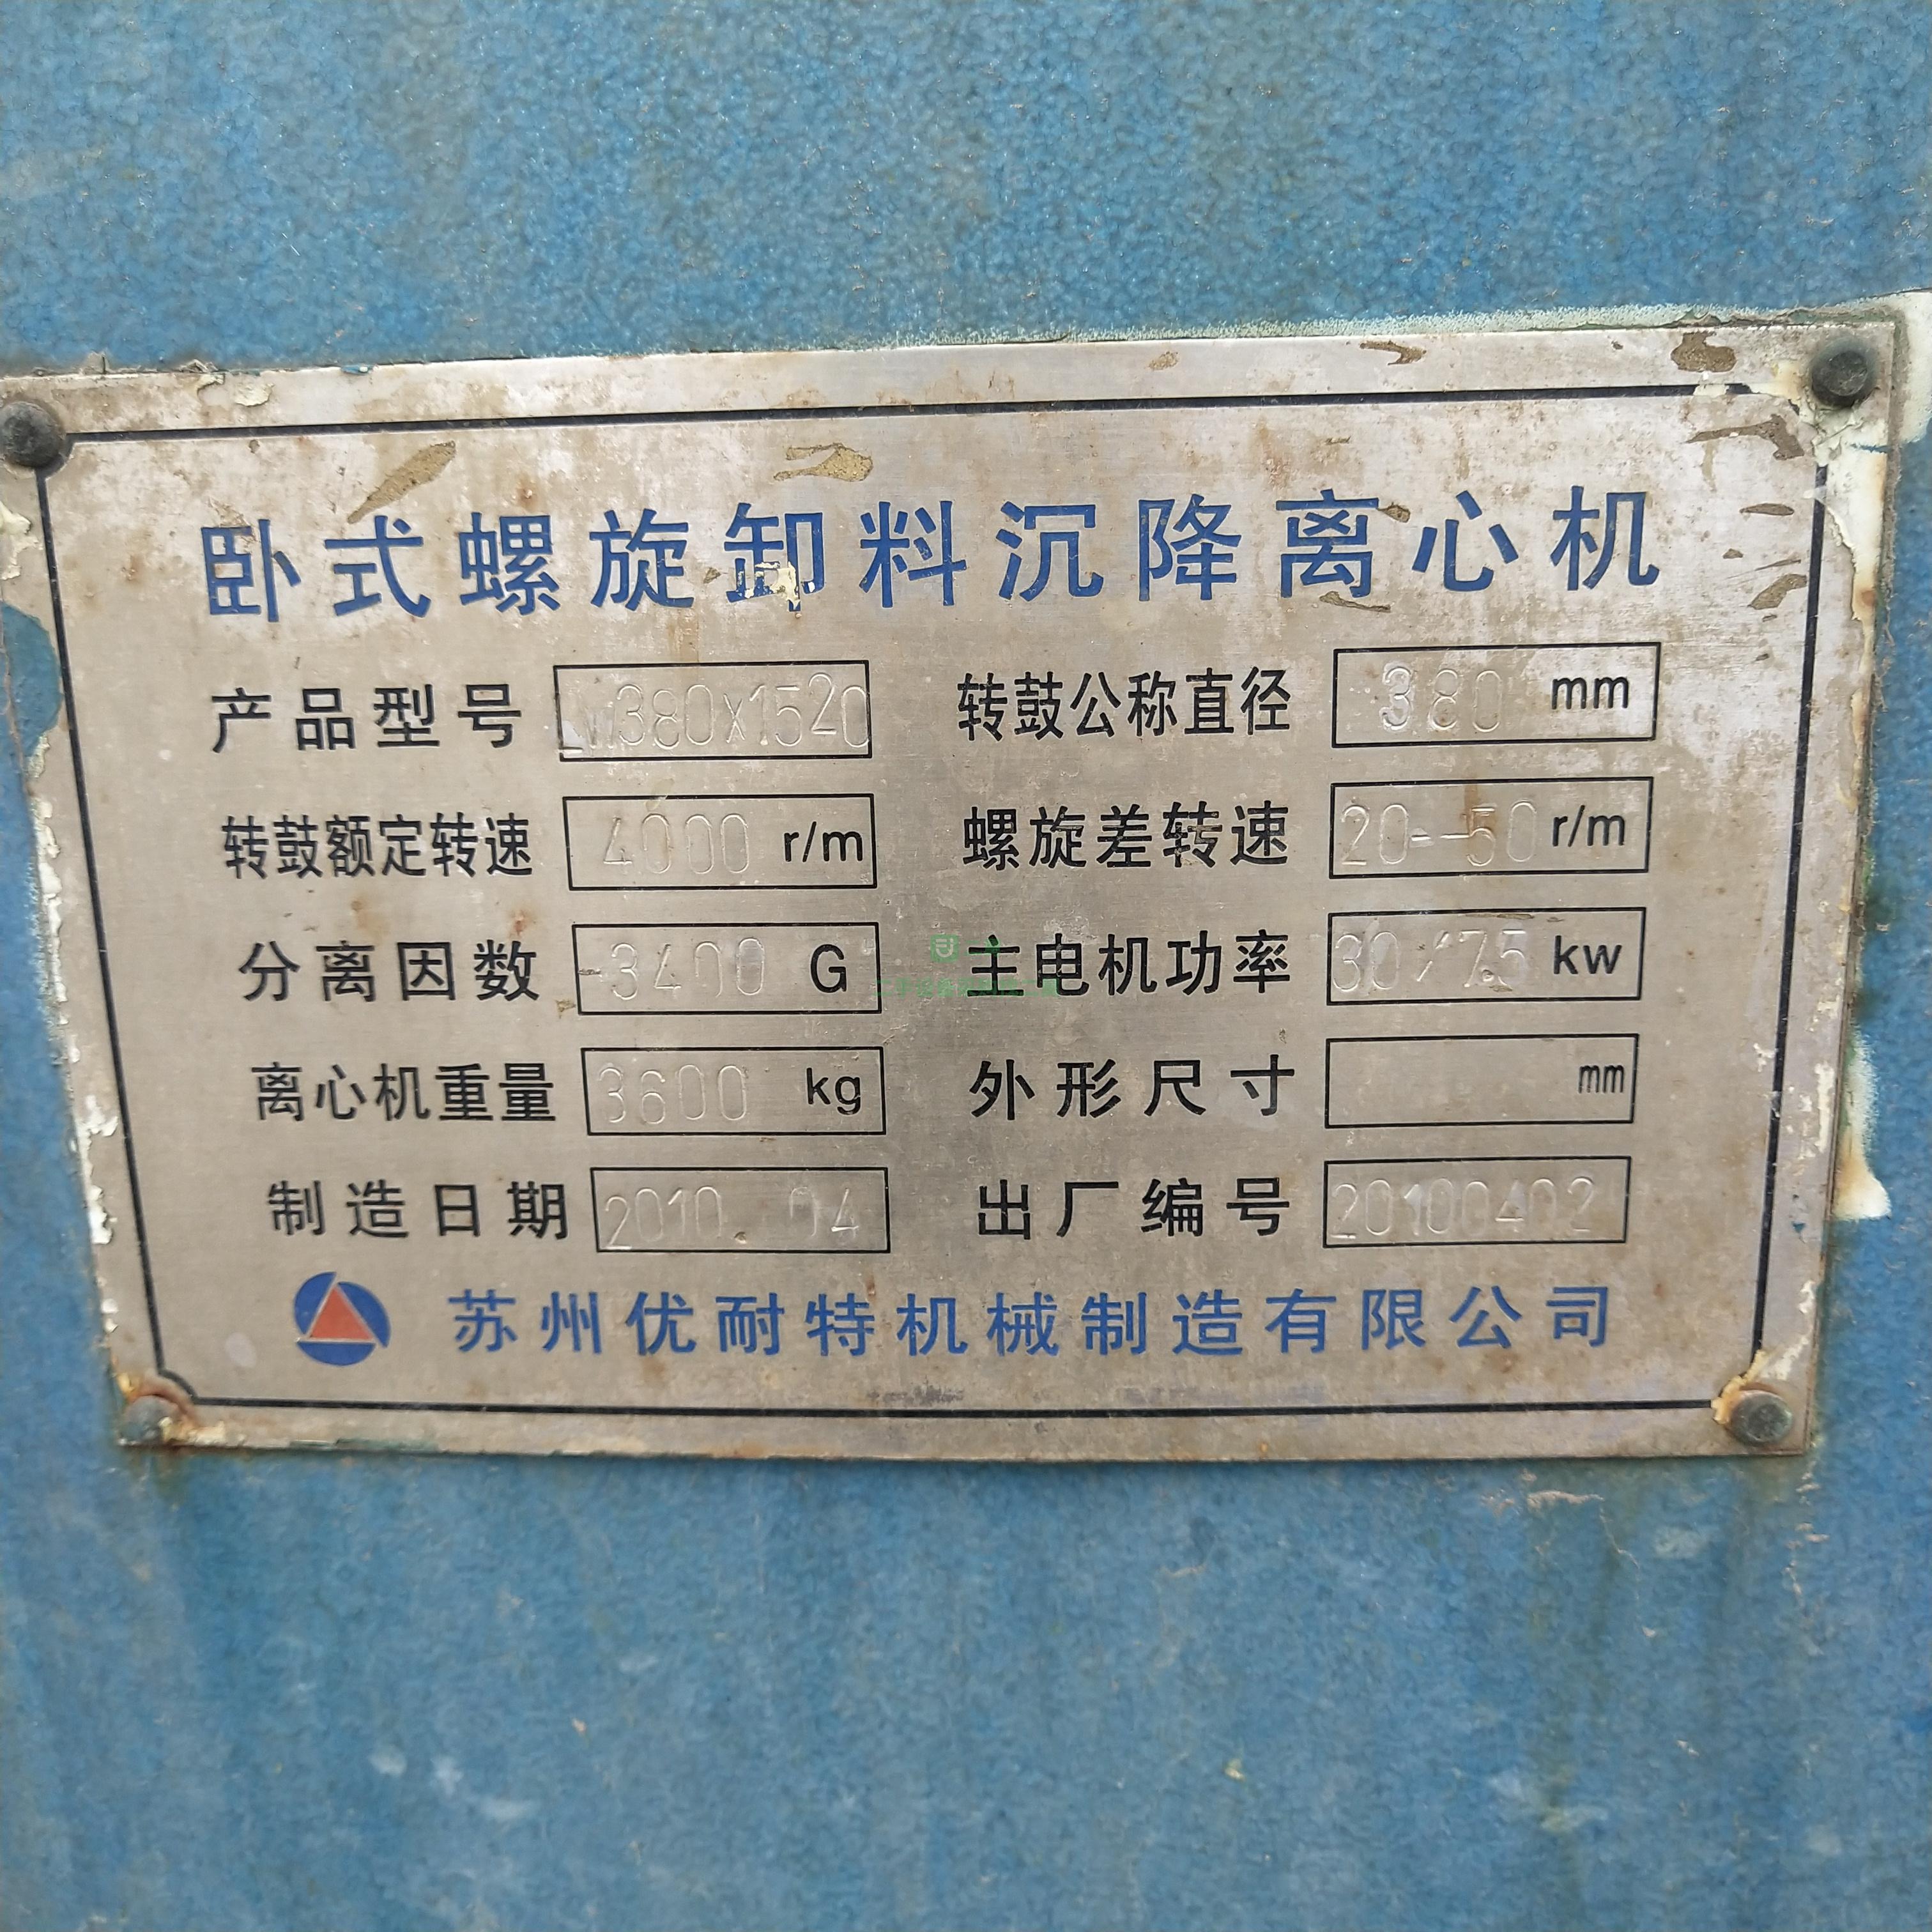 卧式螺旋卸料沉降离心机
产品型号 LW380X1520 转鼓公称直径 380 mm
转鼓额定转速 4000 r/m 螺旋差转速 20--50 r/m
分离因数 3400 G 主电机功率 30/7.5 kw
离心机重量 3600 kg 外形尺寸 mm
制造日期 2010.04 出厂编号 20100402
苏州优耐特机械制造有限公司